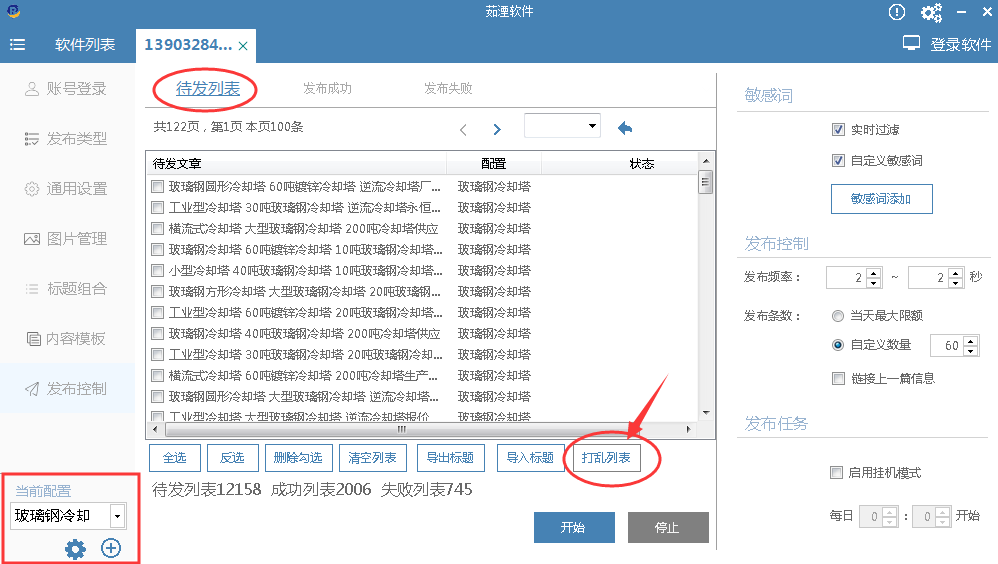 茹湮软件
软件列表
13903284... ×
登录软件
账号登录
发布类型
通用设置
图片管理
标题组合
内容模板
发布控制
当前配置
玻璃钢冷却
待发列表 发布成功 发布失败
共122页，第1页 本页100条
待发文章 配置 状态
玻璃钢圆形冷却塔 60吨镀锌冷却塔 逆流冷却塔厂... 玻璃钢冷却塔
工业型冷却塔 30吨玻璃钢冷却塔 逆流冷却塔永恒... 玻璃钢冷却塔
横流式冷却塔 大型玻璃钢冷却塔 200吨冷却塔供应 玻璃钢冷却塔
玻璃钢冷却塔 60吨镀锌冷却塔 10吨玻璃钢冷却塔... 玻璃钢冷却塔
小型冷却塔 40吨玻璃钢冷却塔 10吨玻璃钢冷却塔... 玻璃钢冷却塔
玻璃钢方形冷却塔 大型玻璃钢冷却塔 20吨玻璃钢... 玻璃钢冷却塔
工业型冷却塔 60吨镀锌冷却塔 20吨玻璃钢冷却塔... 玻璃钢冷却塔
玻璃钢冷却塔 40吨玻璃钢冷却塔 200吨冷却塔供应 玻璃钢冷却塔
工业型冷却塔 30吨玻璃钢冷却塔 20吨玻璃钢冷却... 玻璃钢冷却塔
横流式冷却塔 60吨镀锌冷却塔 200吨冷却塔生产... 玻璃钢冷却塔
玻璃钢圆形冷却塔 大型玻璃钢冷却塔 逆流冷却塔... 玻璃钢冷却塔
工业型冷却塔 大型玻璃钢冷却塔 逆流冷却塔报价 玻璃钢冷却塔
全选 反选 删除勾选 清空列表 导出标题 导入标题 打乱列表
待发列表12158 成功列表2006 失败列表745
开始 停止
敏感词
实时过滤
自定义敏感词
敏感词添加
发布控制
发布频率： 2 ~ 2 秒
发布条数： 当天最大限额
自定义数量 60
链接上一篇信息
发布任务
启用挂机模式
每日 0 : 0 开始